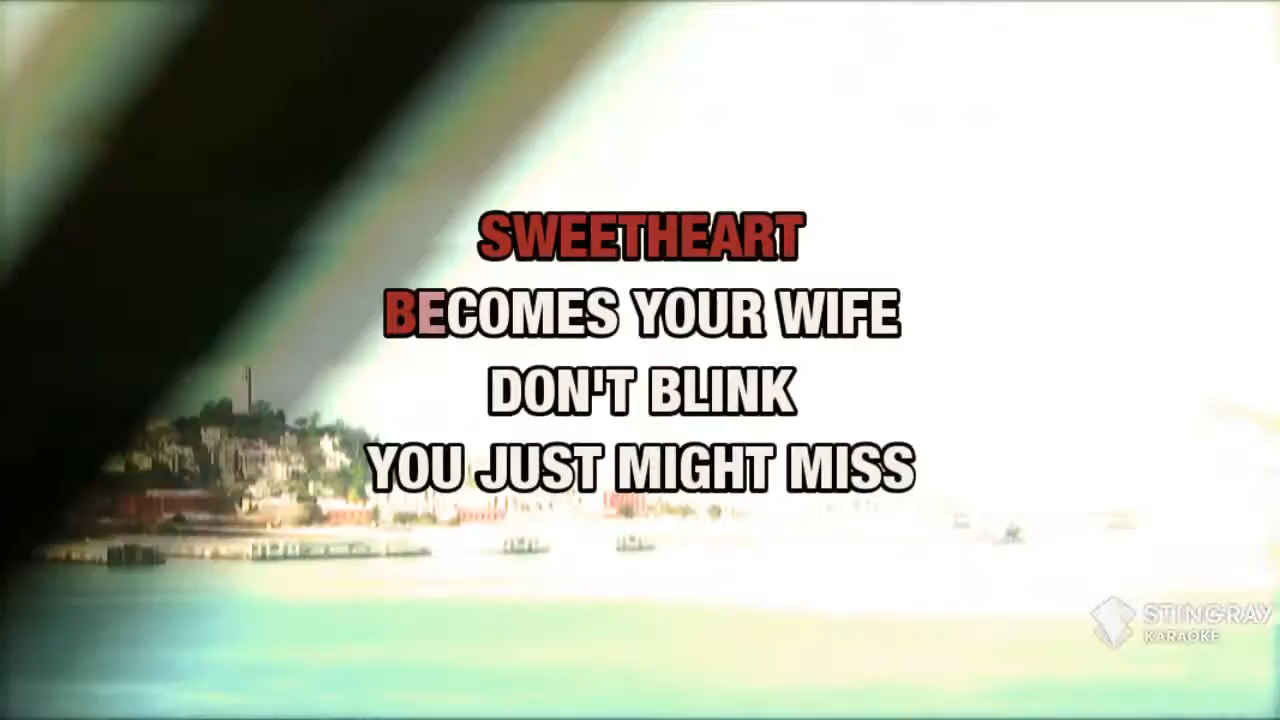 SWEETHEART
BECOMES YOUR WIFE
DON'T BLINK
YOU JUST MIGHT MISS
STINGRAY
KARAOKE